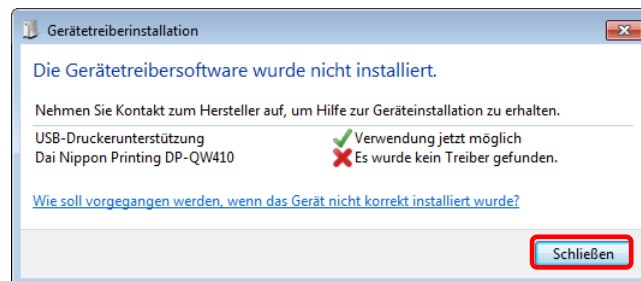 Gerätetreiberinstallation
Die Gerätetreibersoftware wurde nicht installiert.
Nehmen Sie Kontakt zum Hersteller auf, um Hilfe zur Geräteinstallation zu erhalten.
USB-Druckerunterstützung Verwendung jetzt möglich
Dai Nippon Printing DP-QW410 Es wurde kein Treiber gefunden.
Wie soll vorgegangen werden, wenn das Gerät nicht korrekt installiert wurde?
Schließen